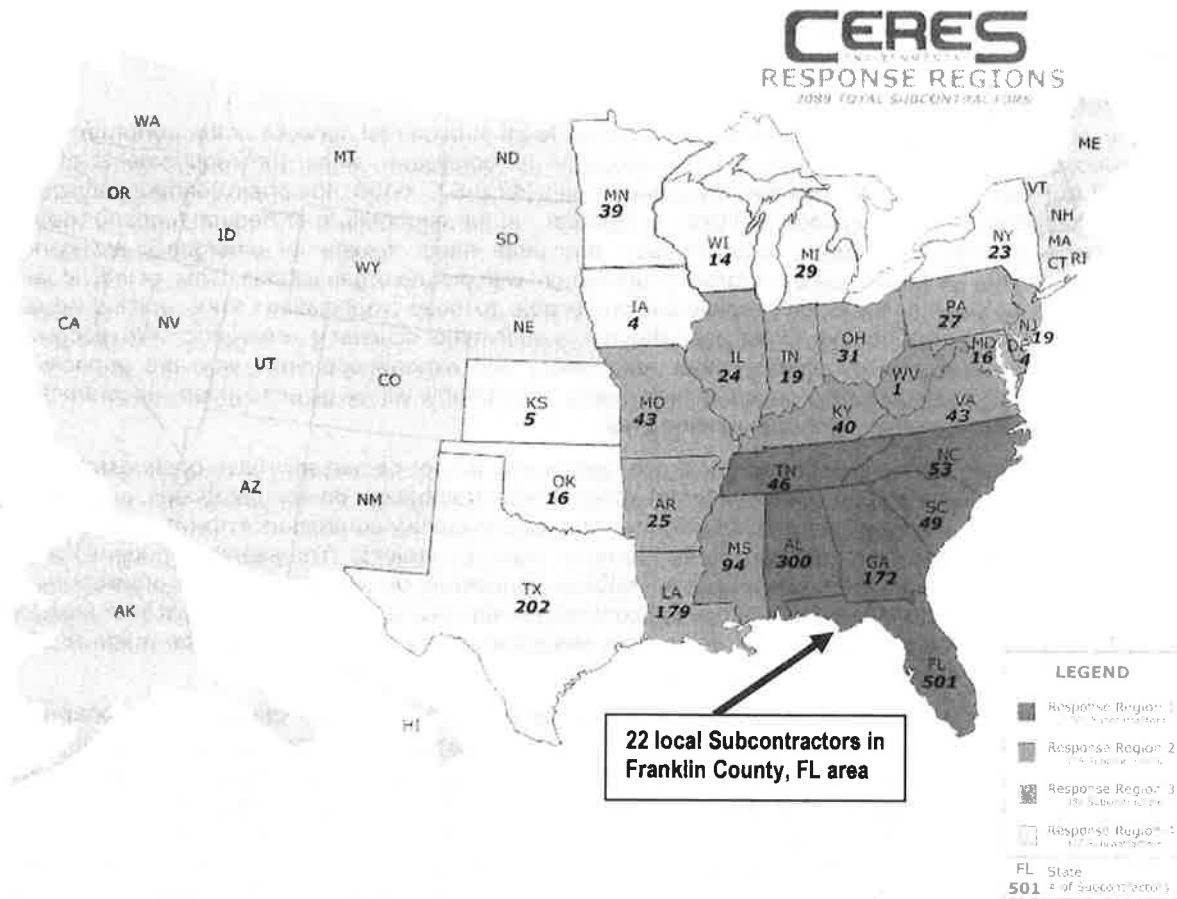 CERES
ENVIRONMENTAL
RESPONSE REGIONS
2089 TOTAL SUBCONTRACTORS
WA
MT
ND
ME
OR
MN
39
VT
ID
SD
WI
14
MI
29
NY
23
NH
MA
WY
CT RI
CA
NV
NE
IA
4
PA
27
NJ
19
UT
CO
IL
24
IN
19
OH
31
MD
16
DE
4
WV
1
KS
5
MO
43
KY
40
VA
43
AZ
NM
OK
16
AR
25
TN
46
NC
53
SC
49
MS
94
AL
300
GA
172
TX
202
LA
179
AK
FL
501
HI
22 local Subcontractors in
Franklin County, FL area
LEGEND
Response Region 1
Response Region 2
Response Region 3
Response Region 4
FL State
501 # of Subcontractors